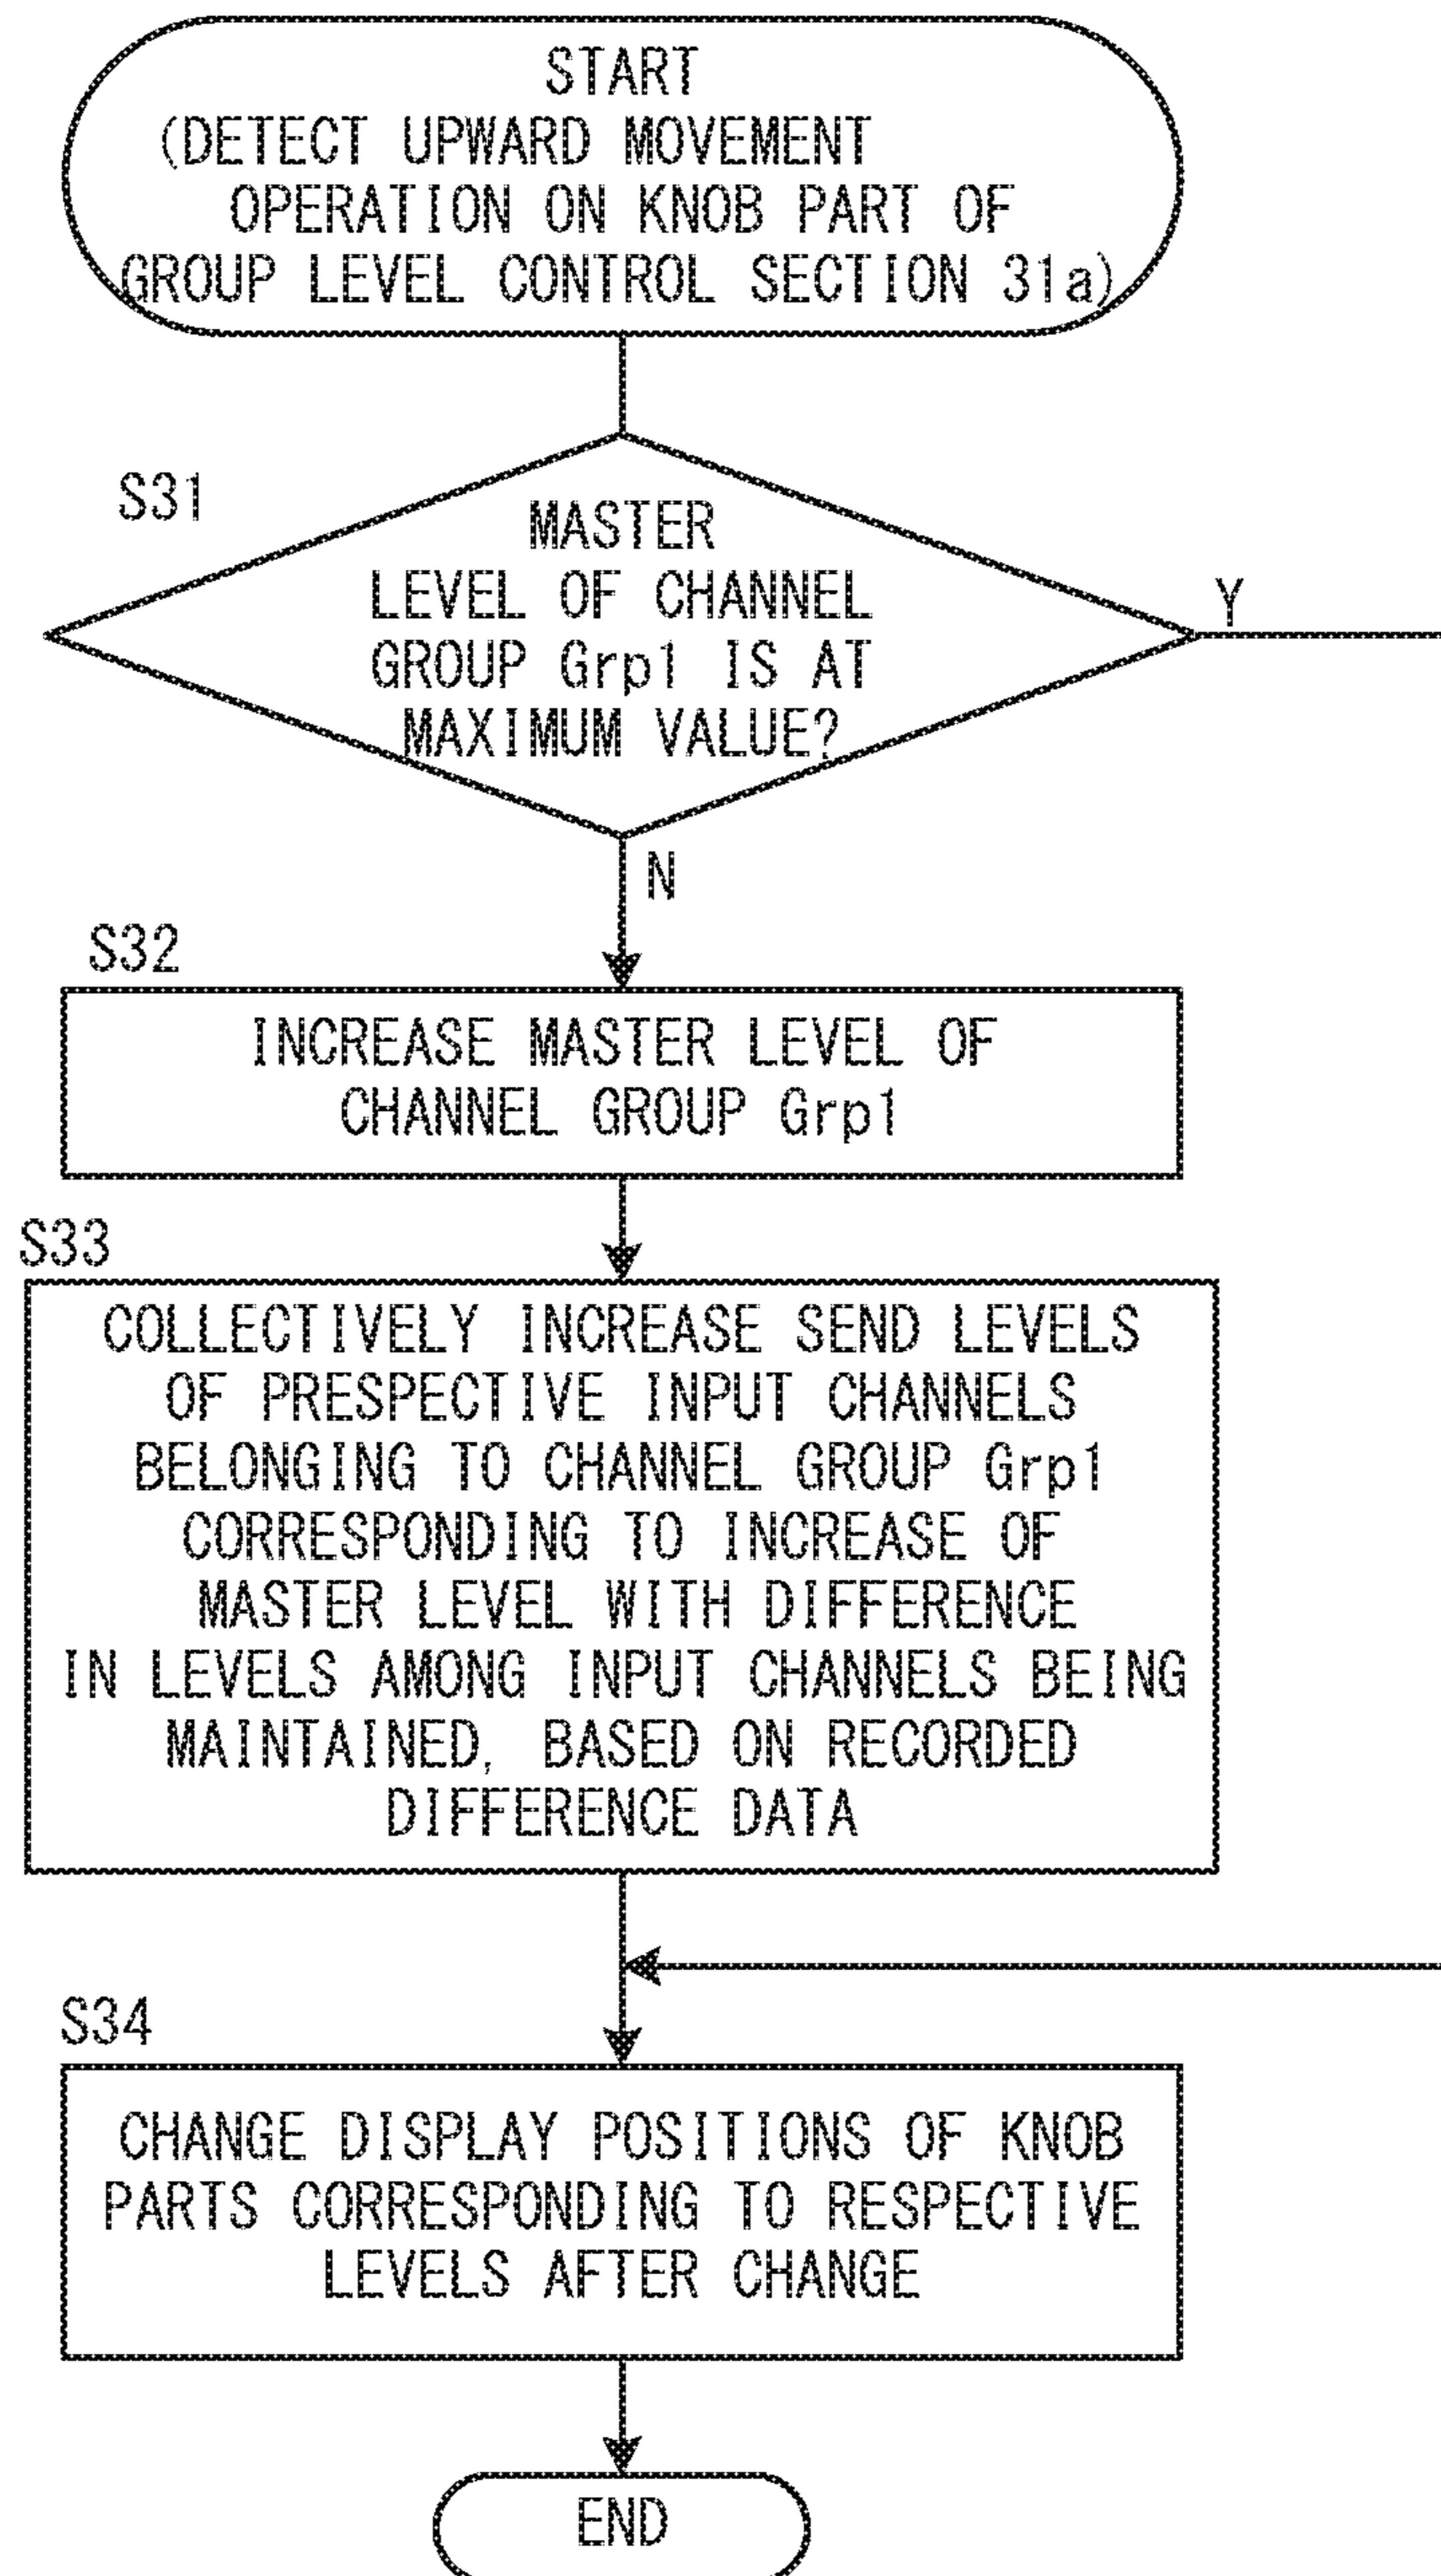 START
(DETECT UPWARD MOVEMENT
OPERATION ON KNOB PART OF
GROUP LEVEL CONTROL SECTION 31a)
S31
MASTER
LEVEL OF CHANNEL
GROUP Grp1 IS AT
MAXIMUM VALUE?
Y
N
S32
INCREASE MASTER LEVEL OF
CHANNEL GROUP Grp1
S33
COLLECTIVELY INCREASE SEND LEVELS
OF PRESPECTIVE INPUT CHANNELS
BELONGING TO CHANNEL GROUP Grp1
CORRESPONDING TO INCREASE OF
MASTER LEVEL WITH DIFFERENCE
IN LEVELS AMONG INPUT CHANNELS BEING
MAINTAINED, BASED ON RECORDED
DIFFERENCE DATA
S34
CHANGE DISPLAY POSITIONS OF KNOB
PARTS CORRESPONDING TO RESPECTIVE
LEVELS AFTER CHANGE
END